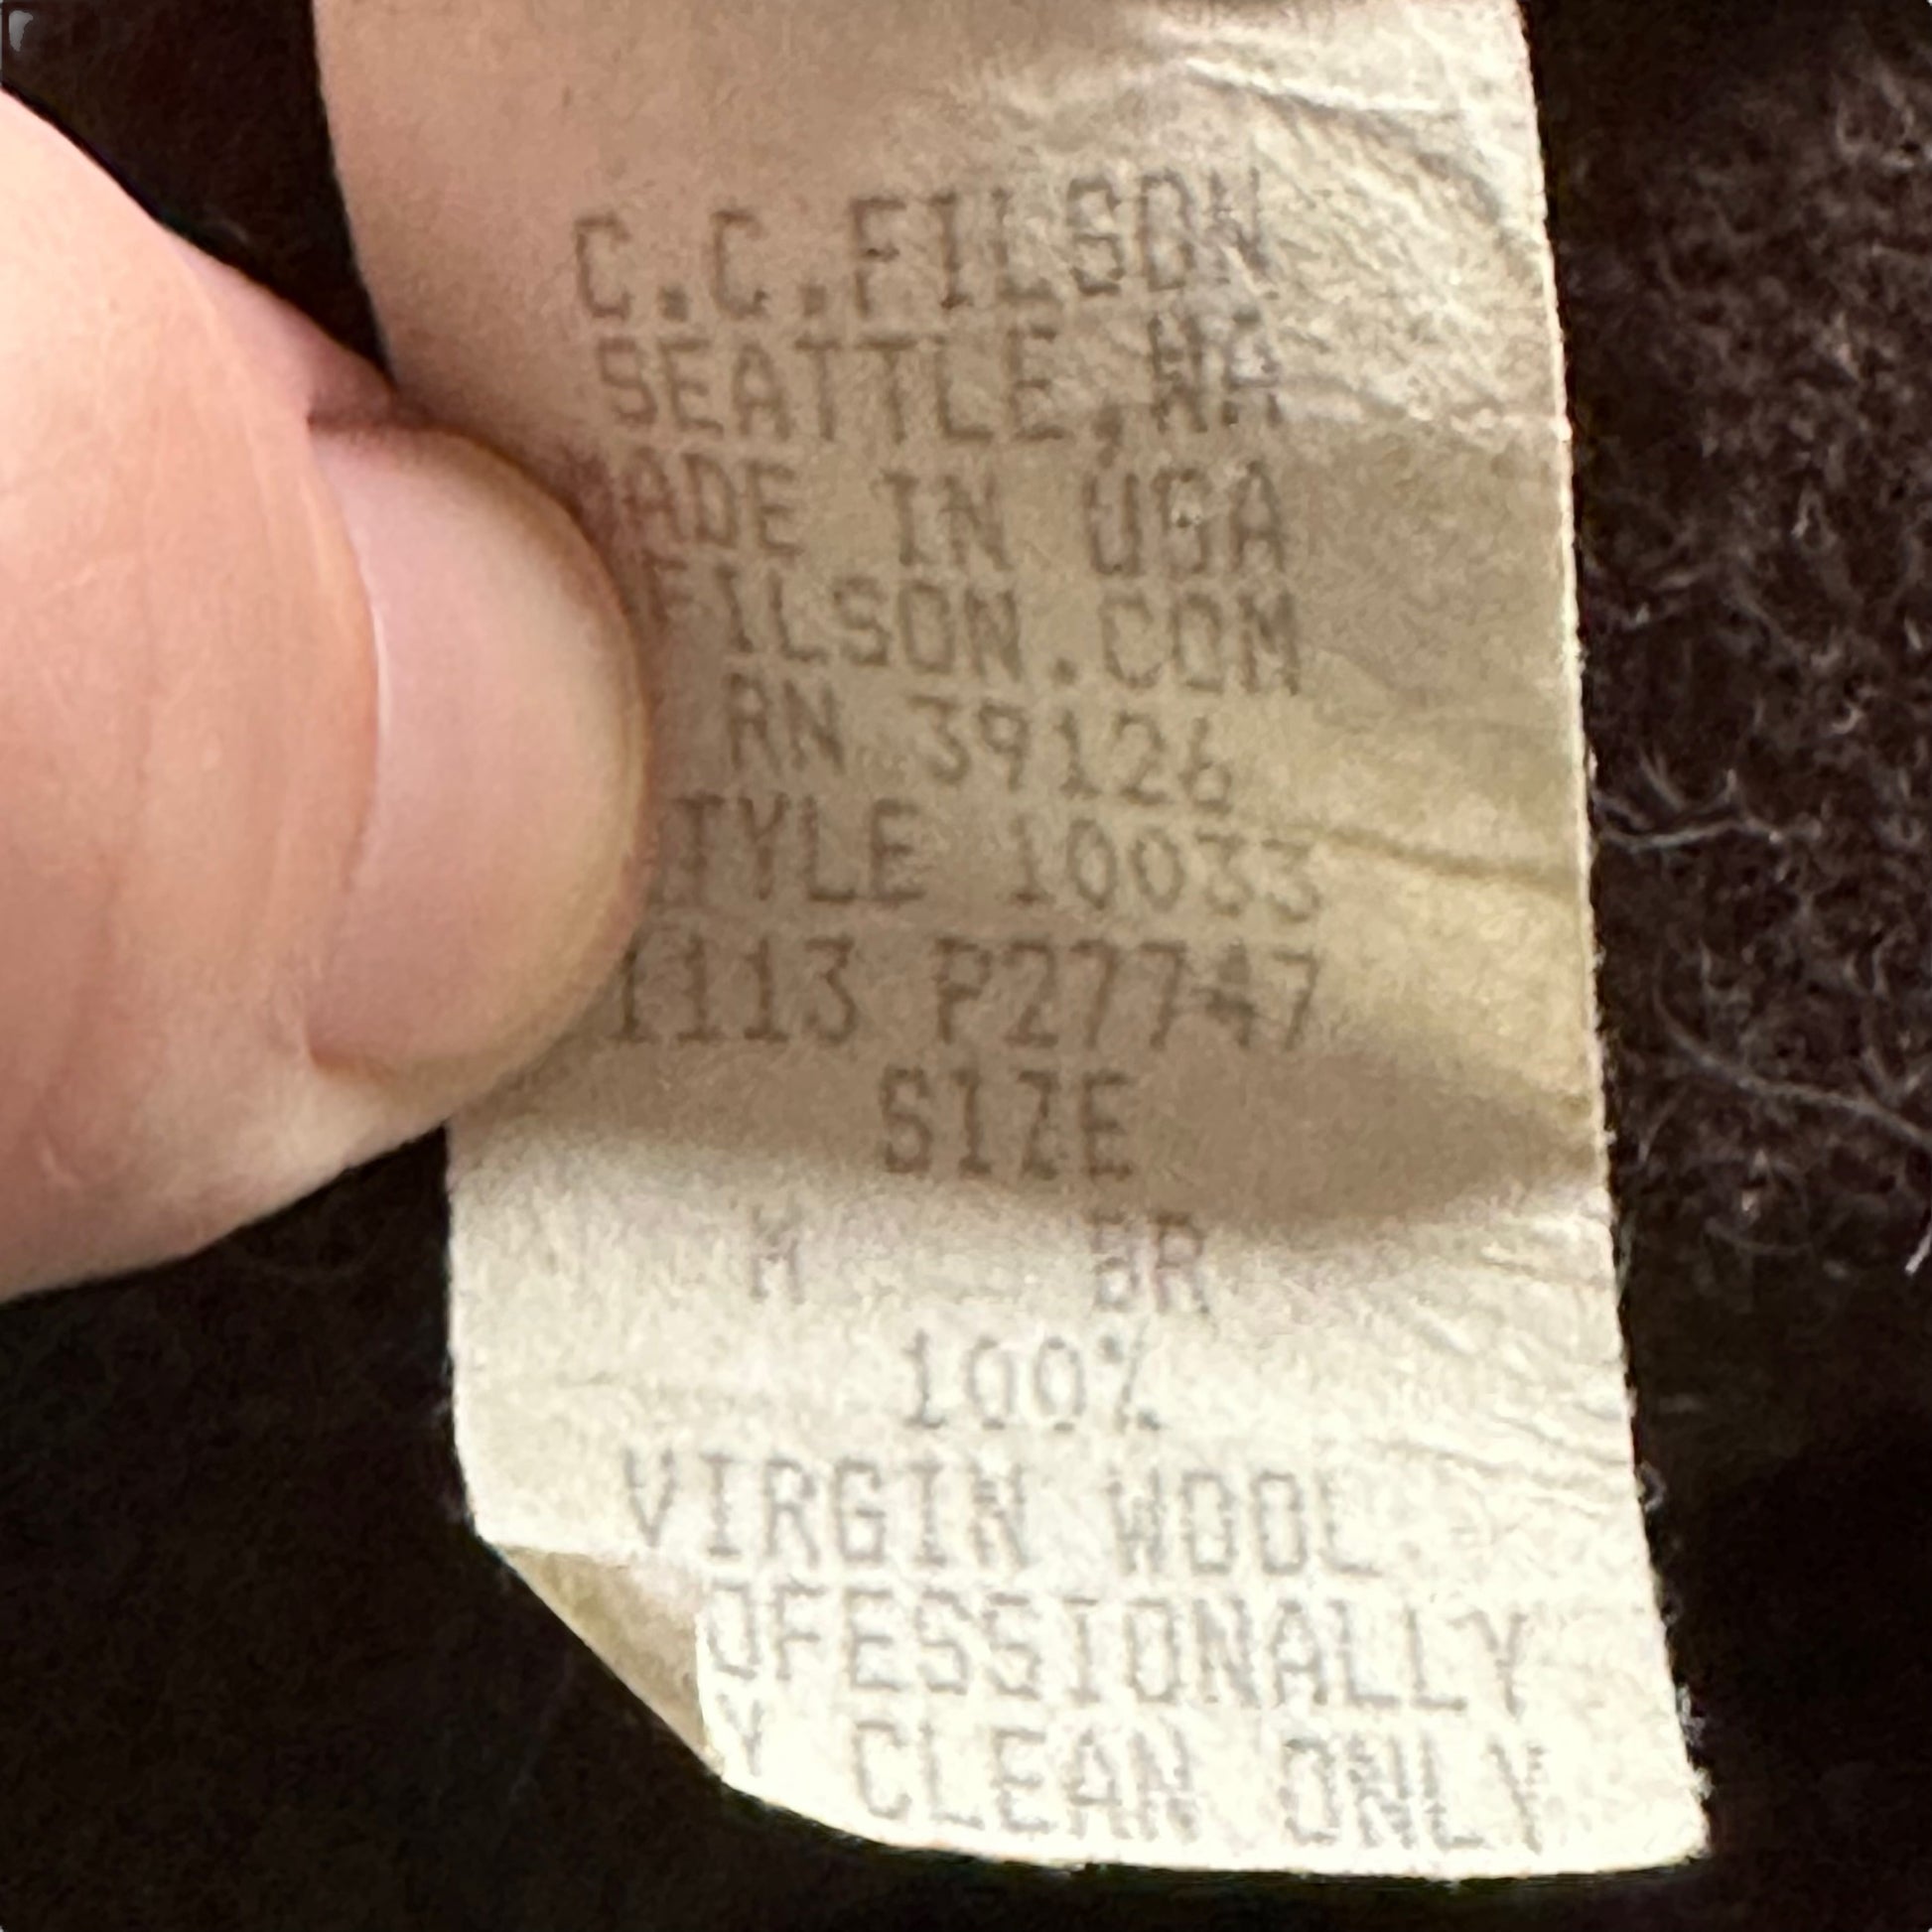 C.C.FILSON
SEATTLE,WA
ADE IN USA
FILSON.COM
RN 39126
TYLE 10033
1113 P27747
SIZE
M BR
100%
VIRGIN WOOL
OFESSIONALLY
Y CLEAN ONLY